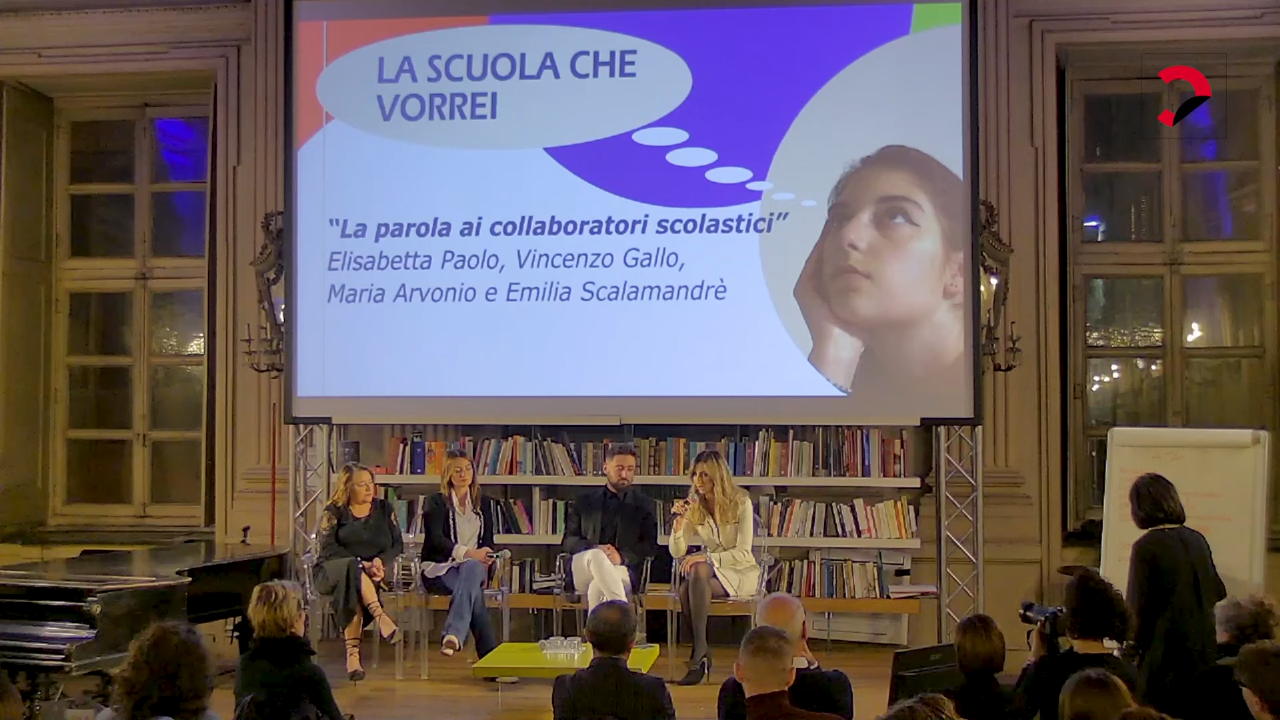 LA SCUOLA CHE
VORREI
“La parola ai collaboratori scolastici”
Elisabetta Paolo, Vincenzo Gallo,
Maria Arvonio e Emilia Scalamandrè